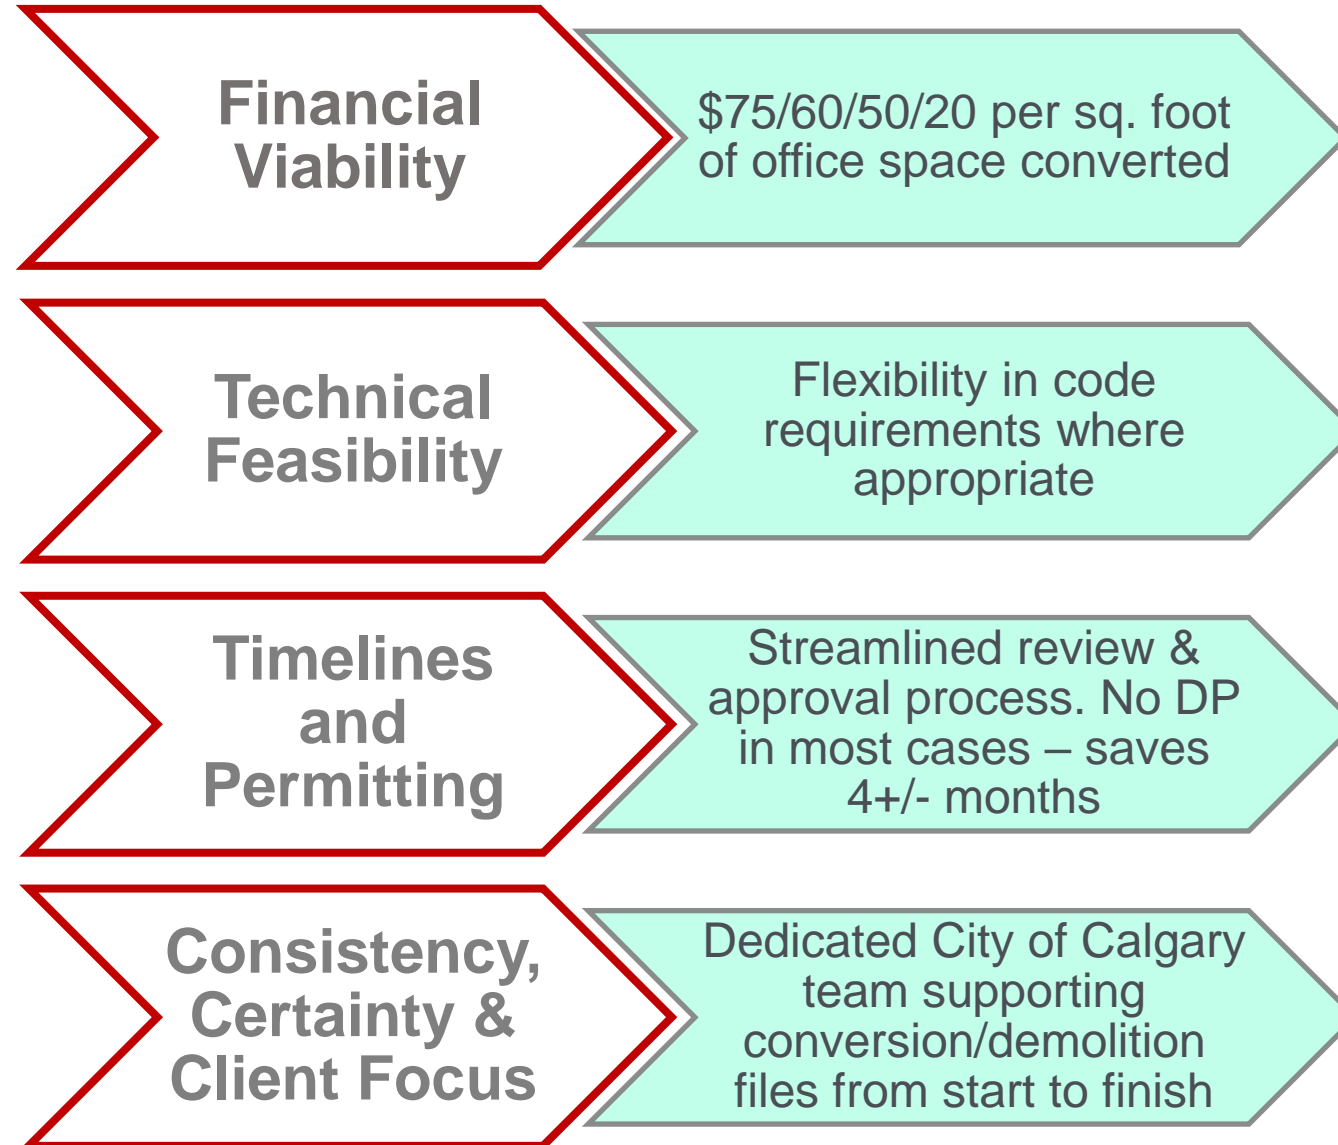 Financial
Viability
$75/60/50/20 per sq. foot
of office space converted
Technical
Feasibility
Flexibility in code
requirements where
appropriate
Timelines
and
Permitting
Streamlined review &
approval process. No DP
in most cases – saves
4+/- months
Consistency,
Certainty &
Client Focus
Dedicated City of Calgary
team supporting
conversion/demolition
files from start to finish